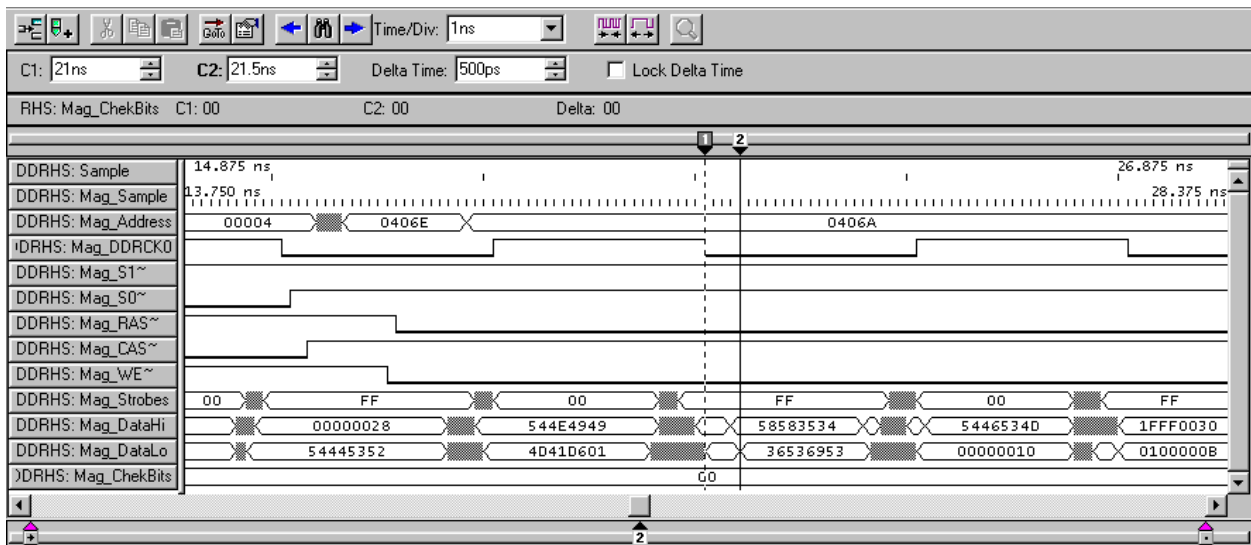 GoTo Time/Div: 1ns
C1: 21ns C2: 21.5ns Delta Time: 500ps Lock Delta Time
RHS: Mag_ChekBits C1: 00 C2: 00 Delta: 00
1 2
DDRHS: Sample 14.875 ns 26.875 ns
DDRHS: Mag_Sample 13.750 ns 28.375 ns
DDRHS: Mag_Address 00004 0406E 0406A
DRHS: Mag_DDRCK0
DDRHS: Mag_S1~
DDRHS: Mag_S0~
DDRHS: Mag_RAS~
DDRHS: Mag_CAS~
DDRHS: Mag_WE~
DDRHS: Mag_Strobes 00 FF 00 FF 00 FF
DDRHS: Mag_DataHi 00000028 544E4949 58583534 5446534D 1FFF0030
DDRHS: Mag_DataLo 54445352 4D41D601 36536953 00000010 0100000B
DRHS: Mag_ChekBits 00
2